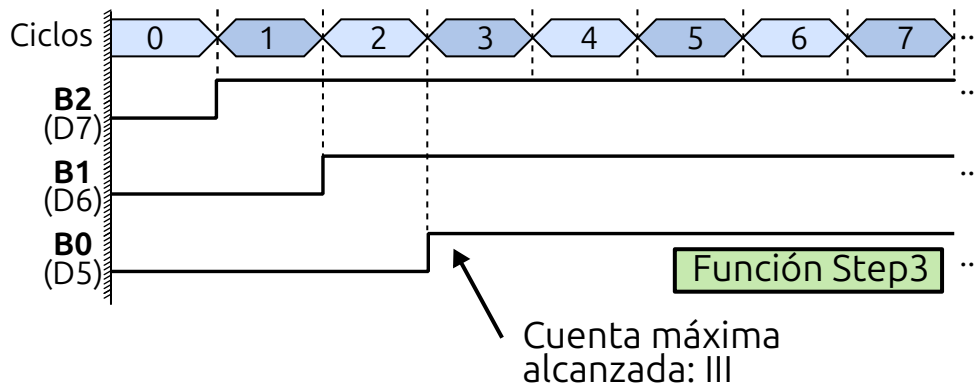 Ciclos 0 1 2 3 4 5 6 7 ..
B2
(D7)
..
B1
(D6)
..
B0
(D5)
..
Función Step3
Cuenta máxima
alcanzada: III